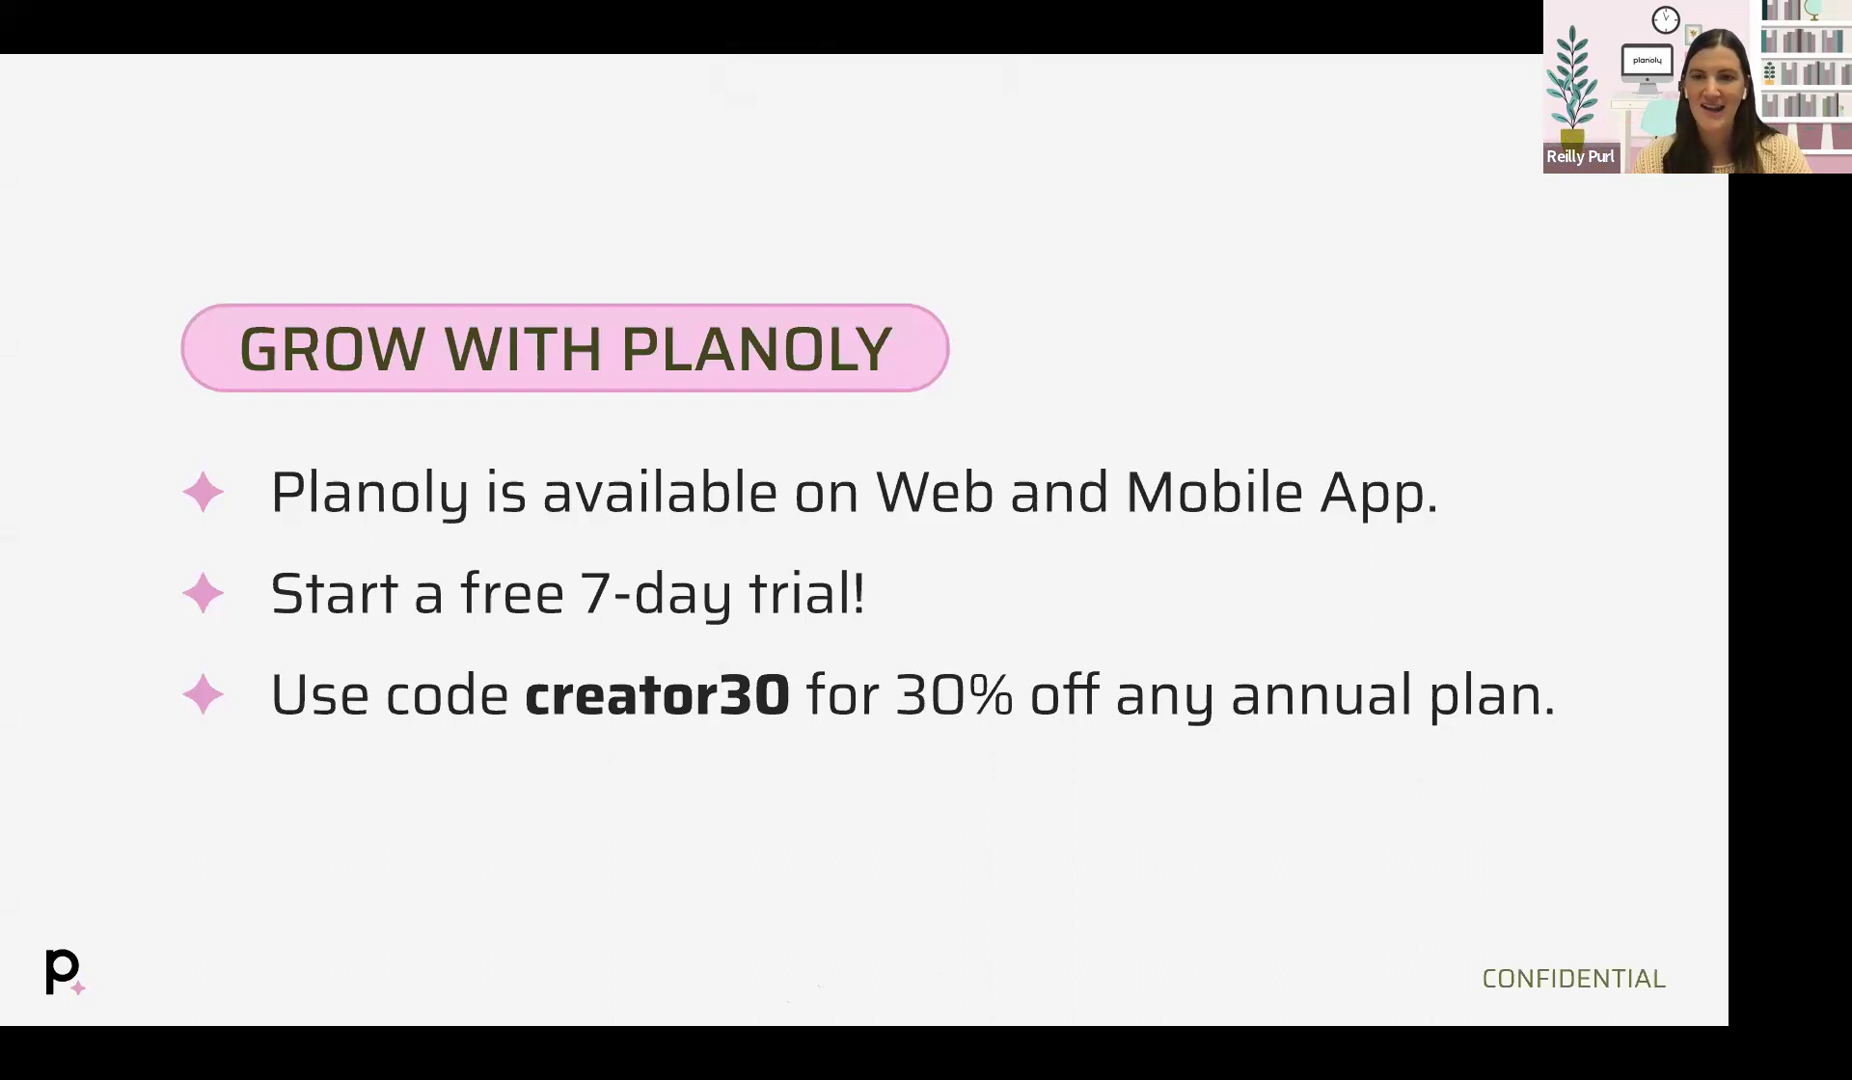 planoly
Reilly Purl
GROW WITH PLANOLY
Planoly is available on Web and Mobile App.
Start a free 7-day trial!
Use code creator30 for 30% off any annual plan.
p
CONFIDENTIAL